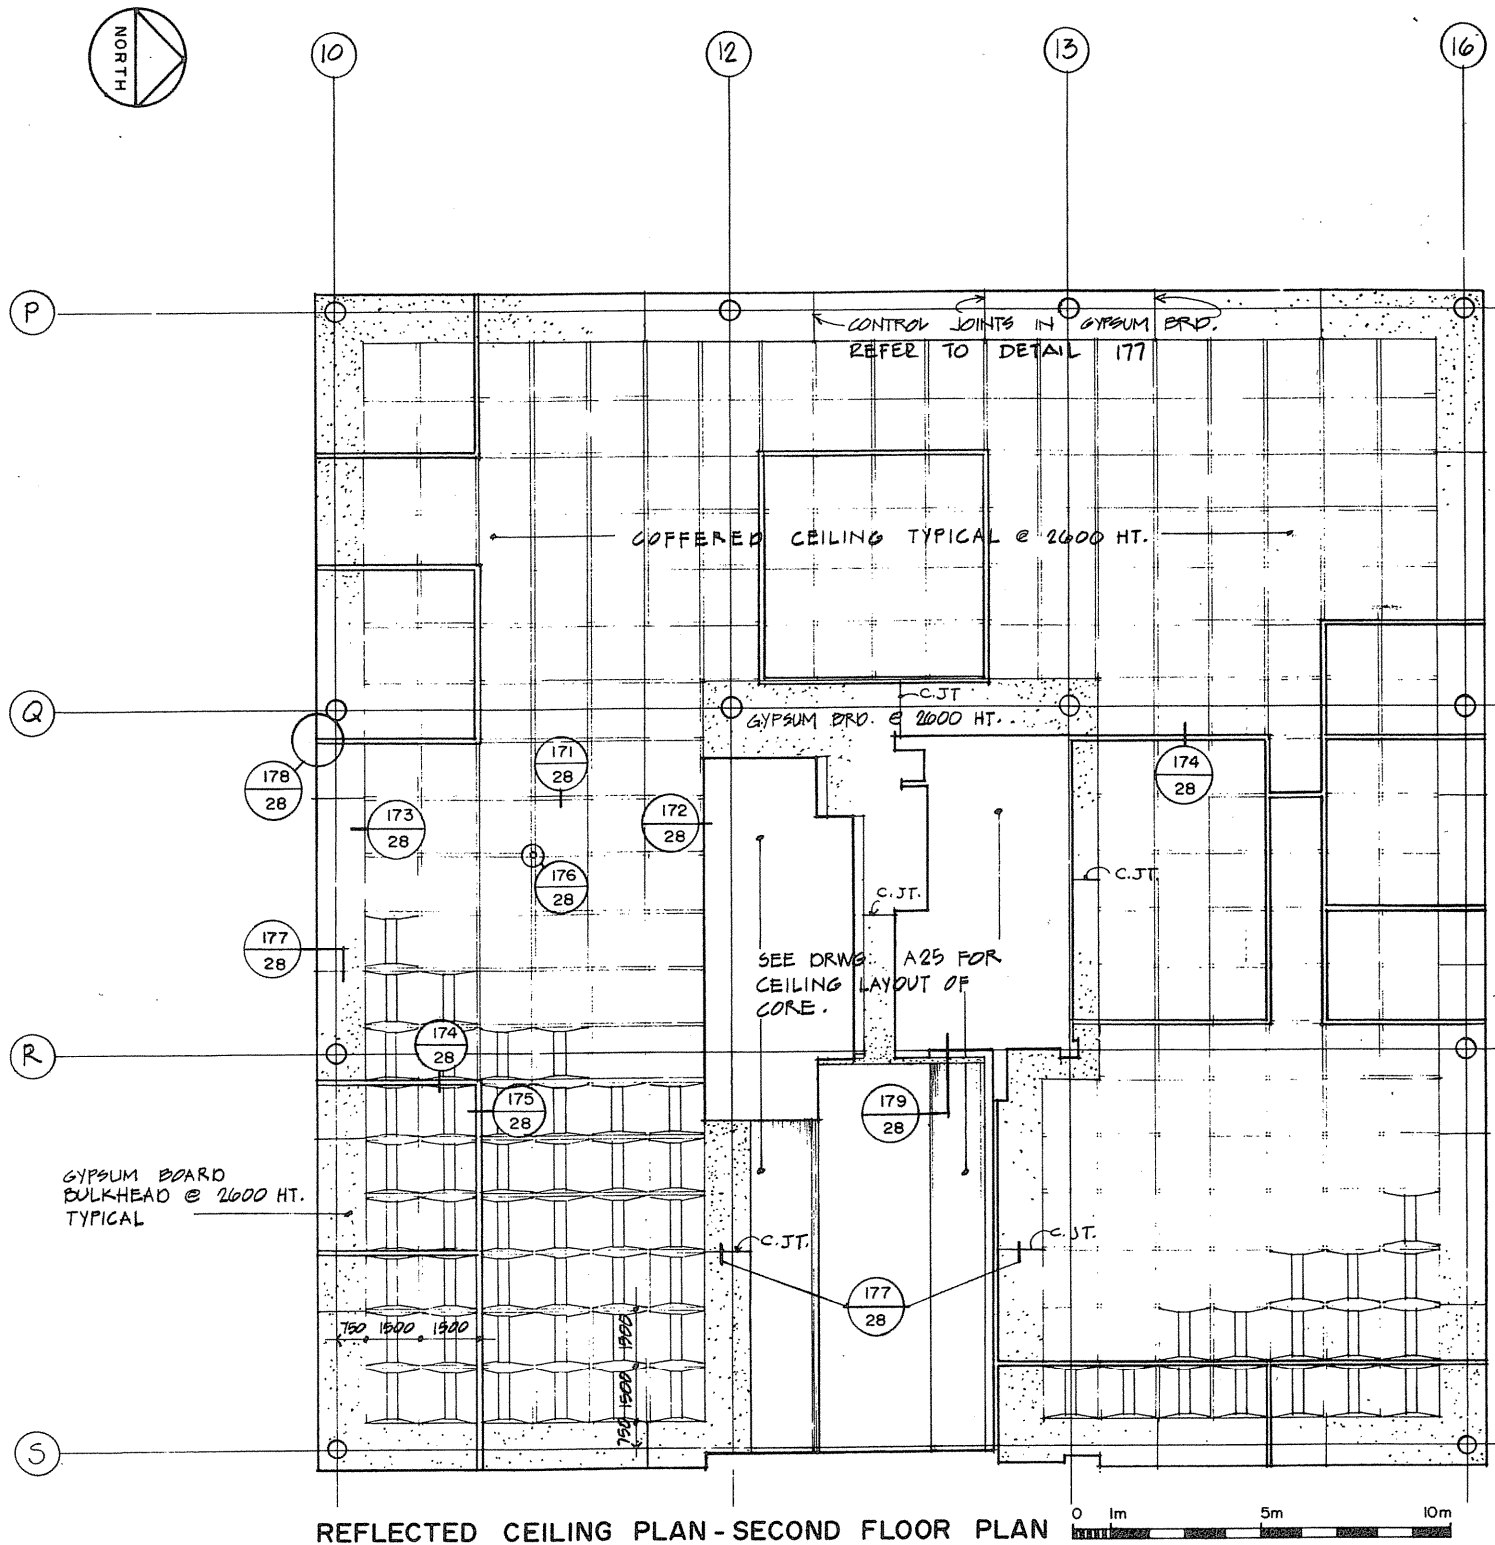 NORTH
10
12
13
16
P
CONTROL JOINTS IN GYPSUM BRD.
REFER TO DETAIL 177
COFFERED CEILING TYPICAL @ 2600 HT.
Q
C.JT
GYPSUM BRD. @ 2600 HT.
171
28
174
28
178
28
173
28
172
28
176
28
C.JT.
C.JT.
177
28
SEE DRWG. A25 FOR
CEILING LAYOUT OF
CORE.
R
174
28
175
28
179
28
GYPSUM BOARD
BULKHEAD @ 2600 HT.
TYPICAL
C.JT.
C.JT.
177
28
750 1500 1500
1500
1500
750
S
REFLECTED CEILING PLAN - SECOND FLOOR PLAN
0 1m 5m 10m